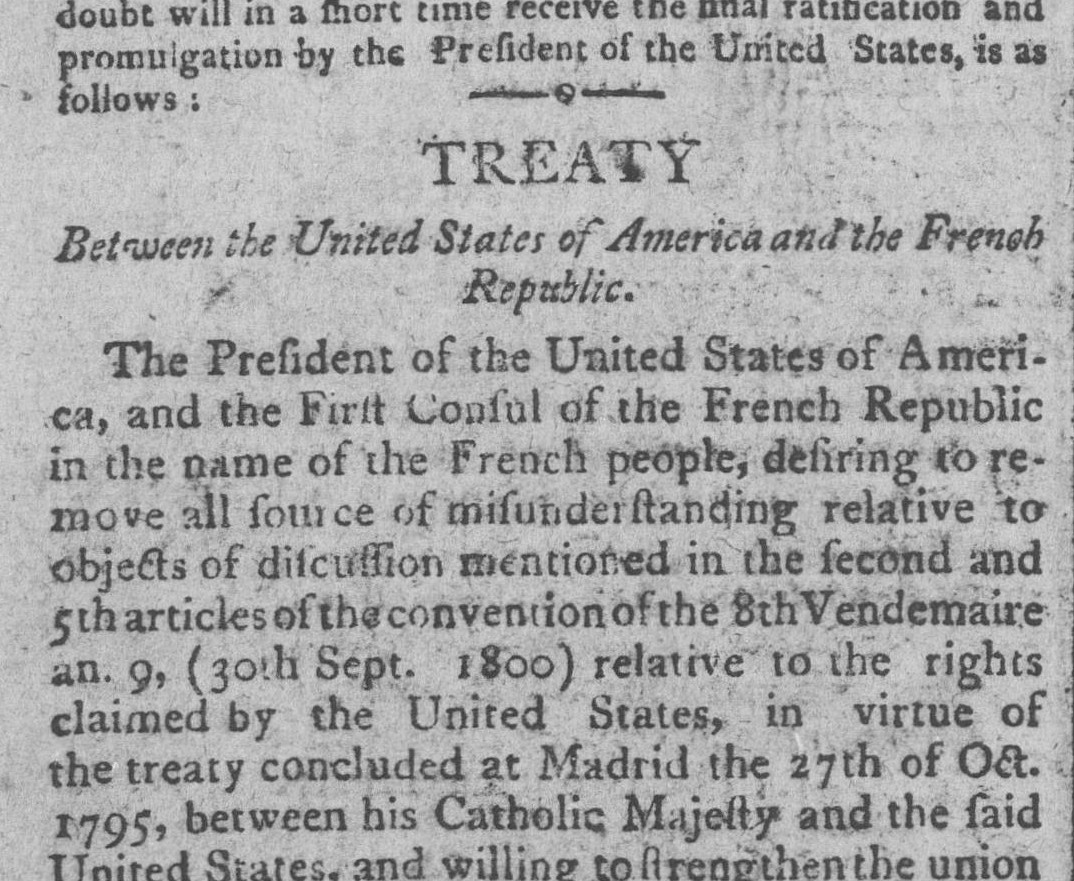 doubt will in a ſhort time receive the final ratification and
promulgation by the Preſident of the United States, is as
follows :
TREATY
Between the United States of America and the French
Republic.
The Preſident of the United States of Ameri-
ca, and the Firſt Conſul of the French Republic
in the name of the French people, deſiring to re-
move all ſource of miſunderſtanding relative to
objects of diſcuſſion mentioned in the ſecond and
5th articles of the convention of the 8th Vendemaire
an. 9, (30th Sept. 1800) relative to the rights
claimed by the United States, in virtue of
the treaty concluded at Madrid the 27th of Oct.
1795, between his Catholic Majeſty and the ſaid
United States, and willing to ſtrengthen the union